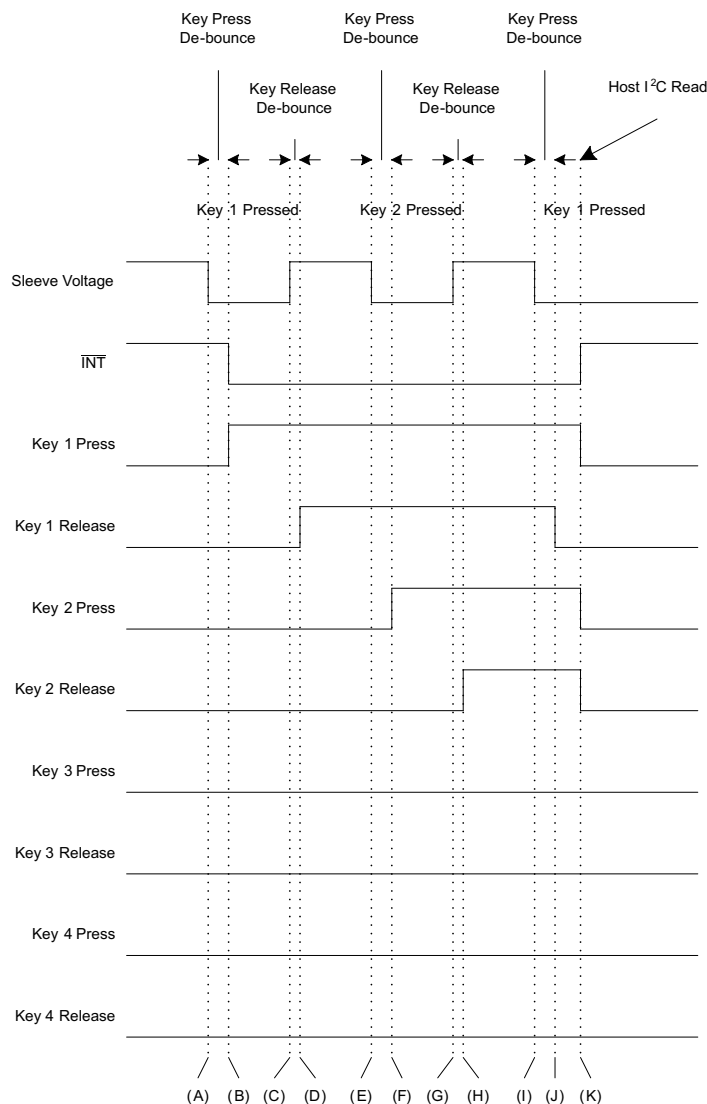 Key Press
De-bounce
Key Press
De-bounce
Key Press
De-bounce
Key Release
De-bounce
Key Release
De-bounce
Host I²C Read
Key 1 Pressed
Key 2 Pressed
Key 1 Pressed
Sleeve Voltage
INT
Key 1 Press
Key 1 Release
Key 2 Press
Key 2 Release
Key 3 Press
Key 3 Release
Key 4 Press
Key 4 Release
(A) (B) (C) (D) (E) (F) (G) (H) (I) (J) (K)